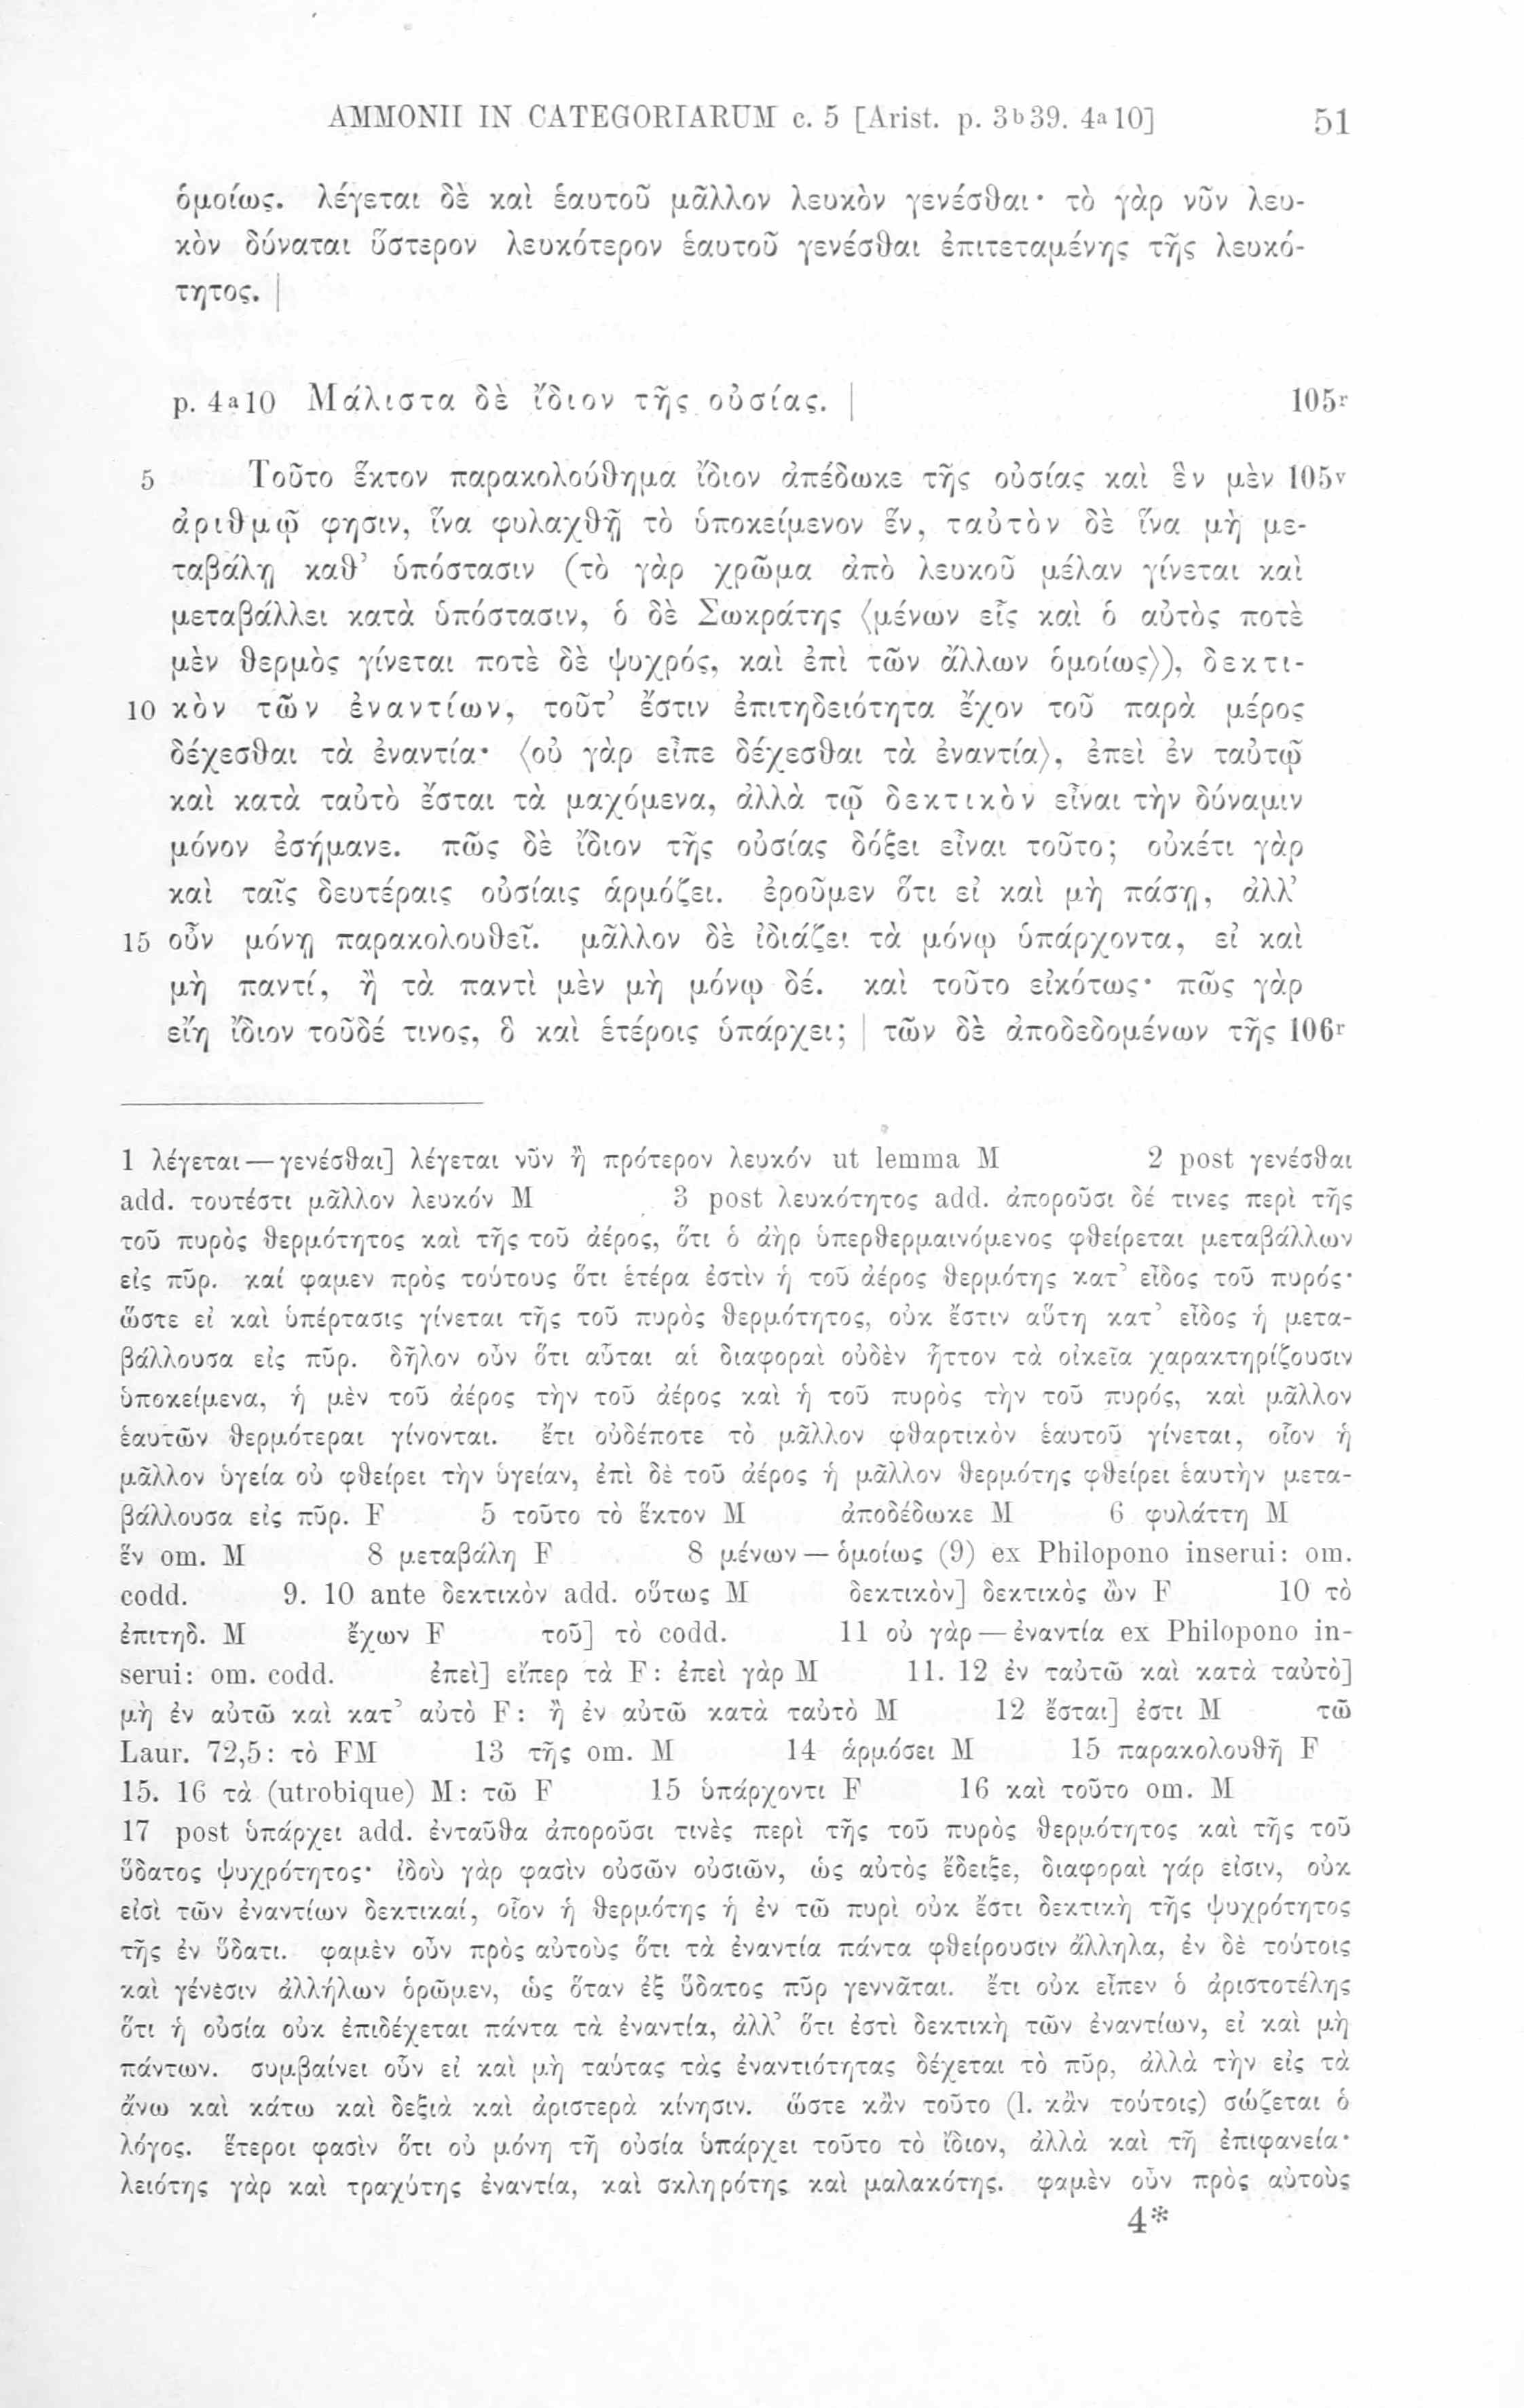 AMMONII IN CATEGORIARUM c. 5 [Arist. p. 3b39. 4a10] 51
ὁμοίως. λέγεται δὲ καὶ ἑαυτοῦ μᾶλλον λευκὸν γενέσθαι· τὸ γὰρ νῦν λευ-
κὸν δύναται ὕστερον λευκότερον ἑαυτοῦ γενέσθαι ἐπιτεταμένης τῆς λευκό-
τητος. |
p. 4a10 Μάλιστα δὲ ἴδιον τῆς οὐσίας. | 105r
5 Τοῦτο ἕκτον παρακολούθημα ἴδιον ἀπέδωκε τῆς οὐσίας καὶ ἓν μὲν 105v
ἀριθμῷ φησιν, ἵνα φυλαχθῇ τὸ ὑποκείμενον ἕν, ταὐτὸν δὲ ἵνα μὴ με-
ταβάλῃ καθ’ ὑπόστασιν (τὸ γὰρ χρῶμα ἀπὸ λευκοῦ μέλαν γίνεται καὶ
μεταβάλλει κατὰ ὑπόστασιν, ὁ δὲ Σωκράτης ⟨μένων εἷς καὶ ὁ αὐτὸς ποτὲ
μὲν θερμὸς γίνεται ποτὲ δὲ ψυχρός, καὶ ἐπὶ τῶν ἄλλων ὁμοίως⟩), δεκτι-
10 κὸν τῶν ἐναντίων, τοῦτ’ ἔστιν ἐπιτηδειότητα ἔχον τοῦ παρὰ μέρος
δέχεσθαι τὰ ἐναντία· ⟨οὐ γὰρ εἶπε δέχεσθαι τὰ ἐναντία⟩, ἐπεὶ ἐν ταὐτῷ
καὶ κατὰ ταὐτὸ ἔσται τὰ μαχόμενα, ἀλλὰ τῷ δεκτικὸν εἶναι τὴν δύναμιν
μόνον ἐσήμανε. πῶς δὲ ἴδιον τῆς οὐσίας δόξει εἶναι τοῦτο; οὐκέτι γὰρ
καὶ ταῖς δευτέραις οὐσίαις ἁρμόζει. ἐροῦμεν ὅτι εἰ καὶ μὴ πάσῃ, ἀλλ’
15 οὖν μόνῃ παρακολουθεῖ. μᾶλλον δὲ ἰδιάζει τὰ μόνῳ ὑπάρχοντα, εἰ καὶ
μὴ παντί, ἢ τὰ παντὶ μὲν μὴ μόνῳ δέ. καὶ τοῦτο εἰκότως· πῶς γὰρ
εἴη ἴδιον τοῦδέ τινος, ὃ καὶ ἑτέροις ὑπάρχει; | τῶν δὲ ἀποδεδομένων τῆς 106r
1 λέγεται — γενέσθαι] λέγεται νῦν ἢ πρότερον λευκόν ut lemma M 2 post γενέσθαι
add. τουτέστι μᾶλλον λευκόν M 3 post λευκότητος add. ἀποροῦσι δέ τινες περὶ τῆς
τοῦ πυρὸς θερμότητος καὶ τῆς τοῦ ἀέρος, ὅτι ὁ ἀὴρ ὑπερθερμαινόμενος φθείρεται μεταβάλλων
εἰς πῦρ. καί φαμεν πρὸς τούτους ὅτι ἑτέρα ἐστὶν ἡ τοῦ ἀέρος θερμότης κατ’ εἶδος τοῦ πυρός·
ὥστε εἰ καὶ ὑπέρτασις γίνεται τῆς τοῦ πυρὸς θερμότητος, οὐκ ἔστιν αὕτη κατ’ εἶδος ἡ μετα-
βάλλουσα εἰς πῦρ. δῆλον οὖν ὅτι αὗται αἱ διαφοραὶ οὐδὲν ἧττον τὰ οἰκεῖα χαρακτηρίζουσιν
ὑποκείμενα, ἡ μὲν τοῦ ἀέρος τὴν τοῦ ἀέρος καὶ ἡ τοῦ πυρὸς τὴν τοῦ πυρός, καὶ μᾶλλον
ἑαυτῶν θερμότεραι γίνονται. ἔτι οὐδέποτε τὸ μᾶλλον φθαρτικὸν ἑαυτοῦ γίνεται, οἷον ἡ
μᾶλλον ὑγεία οὐ φθείρει τὴν ὑγείαν, ἐπὶ δὲ τοῦ ἀέρος ἡ μᾶλλον θερμότης φθείρει ἑαυτὴν μετα-
βάλλουσα εἰς πῦρ. F 5 τοῦτο τὸ ἕκτον M ἀποδέδωκε M 6 φυλάττη M
ἕν om. M 8 μεταβάλη F 8 μένων — ὁμοίως (9) ex Philopono inserui: om.
codd. 9. 10 ante δεκτικὸν add. οὕτως M δεκτικὸν] δεκτικὸς ὢν F 10 τὸ
ἐπιτηδ. M ἔχων F τοῦ] τὸ codd. 11 οὐ γὰρ — ἐναντία ex Philopono in-
serui: om. codd. ἐπεὶ] εἴπερ τὰ F: ἐπεὶ γὰρ M 11. 12 ἐν ταὐτῶ καὶ κατὰ ταὐτὸ]
μὴ ἐν αὐτῶ καὶ κατ’ αὐτὸ F: ἢ ἐν αὐτῶ κατὰ ταὐτὸ M 12 ἔσται] ἐστι M τῶ
Laur. 72,5: τὸ FM 13 τῆς om. M 14 ἁρμόσει M 15 παρακολουθῆ F
15. 16 τὰ (utrobique) M: τῶ F 15 ὑπάρχοντι F 16 καὶ τοῦτο om. M
17 post ὑπάρχει add. ἐνταῦθα ἀποροῦσι τινὲς περὶ τῆς τοῦ πυρὸς θερμότητος καὶ τῆς τοῦ
ὕδατος ψυχρότητος· ἰδοὺ γὰρ φασὶν οὐσῶν οὐσιῶν, ὡς αὐτὸς ἔδειξε, διαφοραὶ γάρ εἰσιν, οὐκ
εἰσὶ τῶν ἐναντίων δεκτικαί, οἷον ἡ θερμότης ἡ ἐν τῶ πυρὶ οὐκ ἔστι δεκτικὴ τῆς ψυχρότητος
τῆς ἐν ὕδατι. φαμὲν οὖν πρὸς αὐτοὺς ὅτι τὰ ἐναντία πάντα φθείρουσιν ἄλληλα, ἐν δὲ τούτοις
καὶ γένεσιν ἀλλήλων ὁρῶμεν, ὡς ὅταν ἐξ ὕδατος πῦρ γεννᾶται. ἔτι οὐκ εἶπεν ὁ ἀριστοτέλης
ὅτι ἡ οὐσία οὐκ ἐπιδέχεται πάντα τὰ ἐναντία, ἀλλ’ ὅτι ἐστὶ δεκτικὴ τῶν ἐναντίων, εἰ καὶ μὴ
πάντων. συμβαίνει οὖν εἰ καὶ μὴ ταύτας τὰς ἐναντιότητας δέχεται τὸ πῦρ, ἀλλὰ τὴν εἰς τὰ
ἄνω καὶ κάτω καὶ δεξιὰ καὶ ἀριστερὰ κίνησιν. ὥστε κἂν τοῦτο (l. κἂν τούτοις) σώζεται ὁ
λόγος. ἕτεροι φασὶν ὅτι οὐ μόνη τῆ οὐσία ὑπάρχει τοῦτο τὸ ἴδιον, ἀλλὰ καὶ τῆ ἐπιφανεία·
λειότης γὰρ καὶ τραχύτης ἐναντία, καὶ σκληρότης καὶ μαλακότης. φαμὲν οὖν πρὸς αὐτοὺς
4*